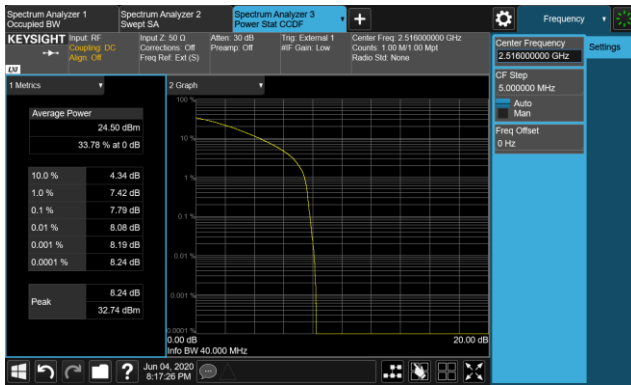 Spectrum Analyzer 1
Occupied BW
Spectrum Analyzer 2
Swept SA
Spectrum Analyzer 3
Power Stat CCDF
Frequency
KEYSIGHT
Input: RF
Coupling: DC
Align: Off
Input Z: 50 Ω
Corrections: Off
Freq Ref: Ext (S)
Atten: 30 dB
Preamp: Off
Trig: External 1
#IF Gain: Low
Center Freq: 2.516000000 GHz
Counts: 1.00 M/1.00 Mpt
Radio Std: None
LXI
Center Frequency
2.516000000 GHz
Settings
CF Step
5.000000 MHz
Auto
Man
Freq Offset
0 Hz
1 Metrics
Average Power
24.50 dBm
33.78 % at 0 dB
10.0 % 4.34 dB
1.0 % 7.42 dB
0.1 % 7.79 dB
0.01 % 8.08 dB
0.001 % 8.19 dB
0.0001 % 8.24 dB
Peak
8.24 dB
32.74 dBm
2 Graph
100 %
10 %
1 %
0.1 %
0.01 %
0.001 %
0.0001 %
0.00 dB
20.00 dB
Info BW 40.000 MHz
?
Jun 04, 2020
8:17:26 PM